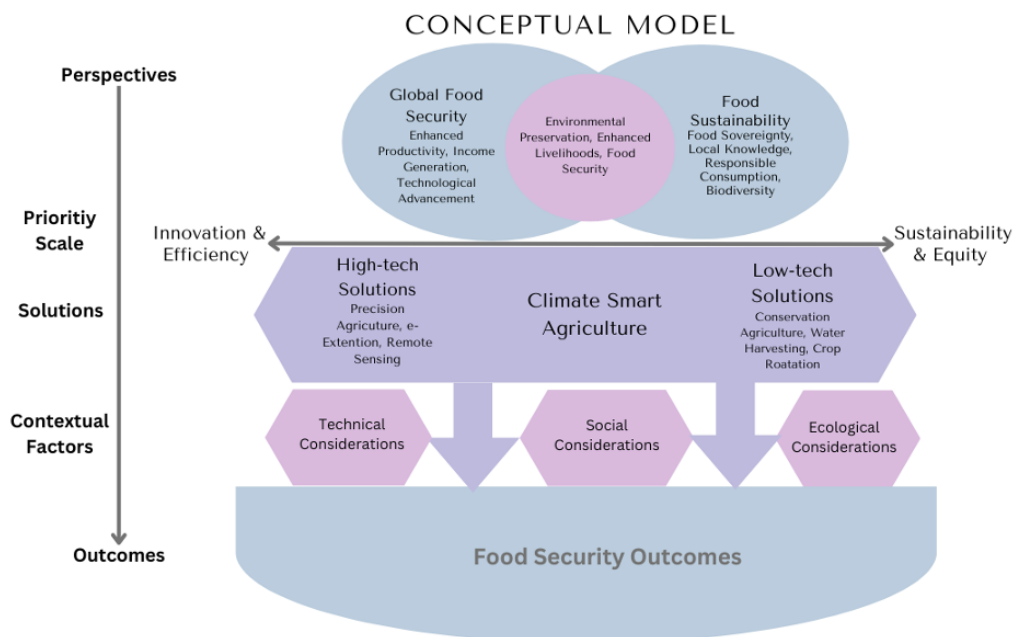 CONCEPTUAL MODEL
Perspectives
Global Food
Security
Enhanced
Productivity, Income
Generation,
Technological
Advancement
Environmental
Preservation, Enhanced
Livelihoods, Food
Security
Food
Sustainability
Food Sovereignty,
Local Knowledge,
Responsible
Consumption,
Biodiversity
Prioritiy
Scale
Innovation &
Efficiency
Sustainability
& Equity
Solutions
High-tech
Solutions
Precision
Agricuture, e-
Extention, Remote
Sensing
Climate Smart
Agriculture
Low-tech
Solutions
Conservation
Agriculture, Water
Harvesting, Crop
Roatation
Contextual
Factors
Technical
Considerations
Social
Considerations
Ecological
Considerations
Outcomes
Food Security Outcomes